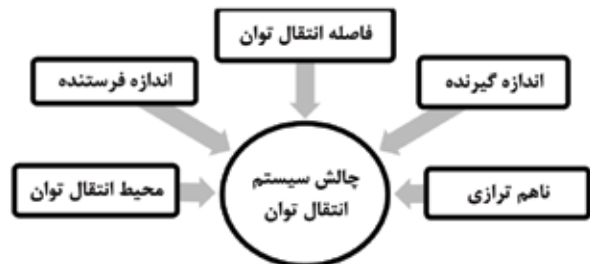 فاصله انتقال توان
اندازه گیرنده
اندازه فرستنده
چالش سیستم
انتقال توان
ناهم ترازی
محیط انتقال توان